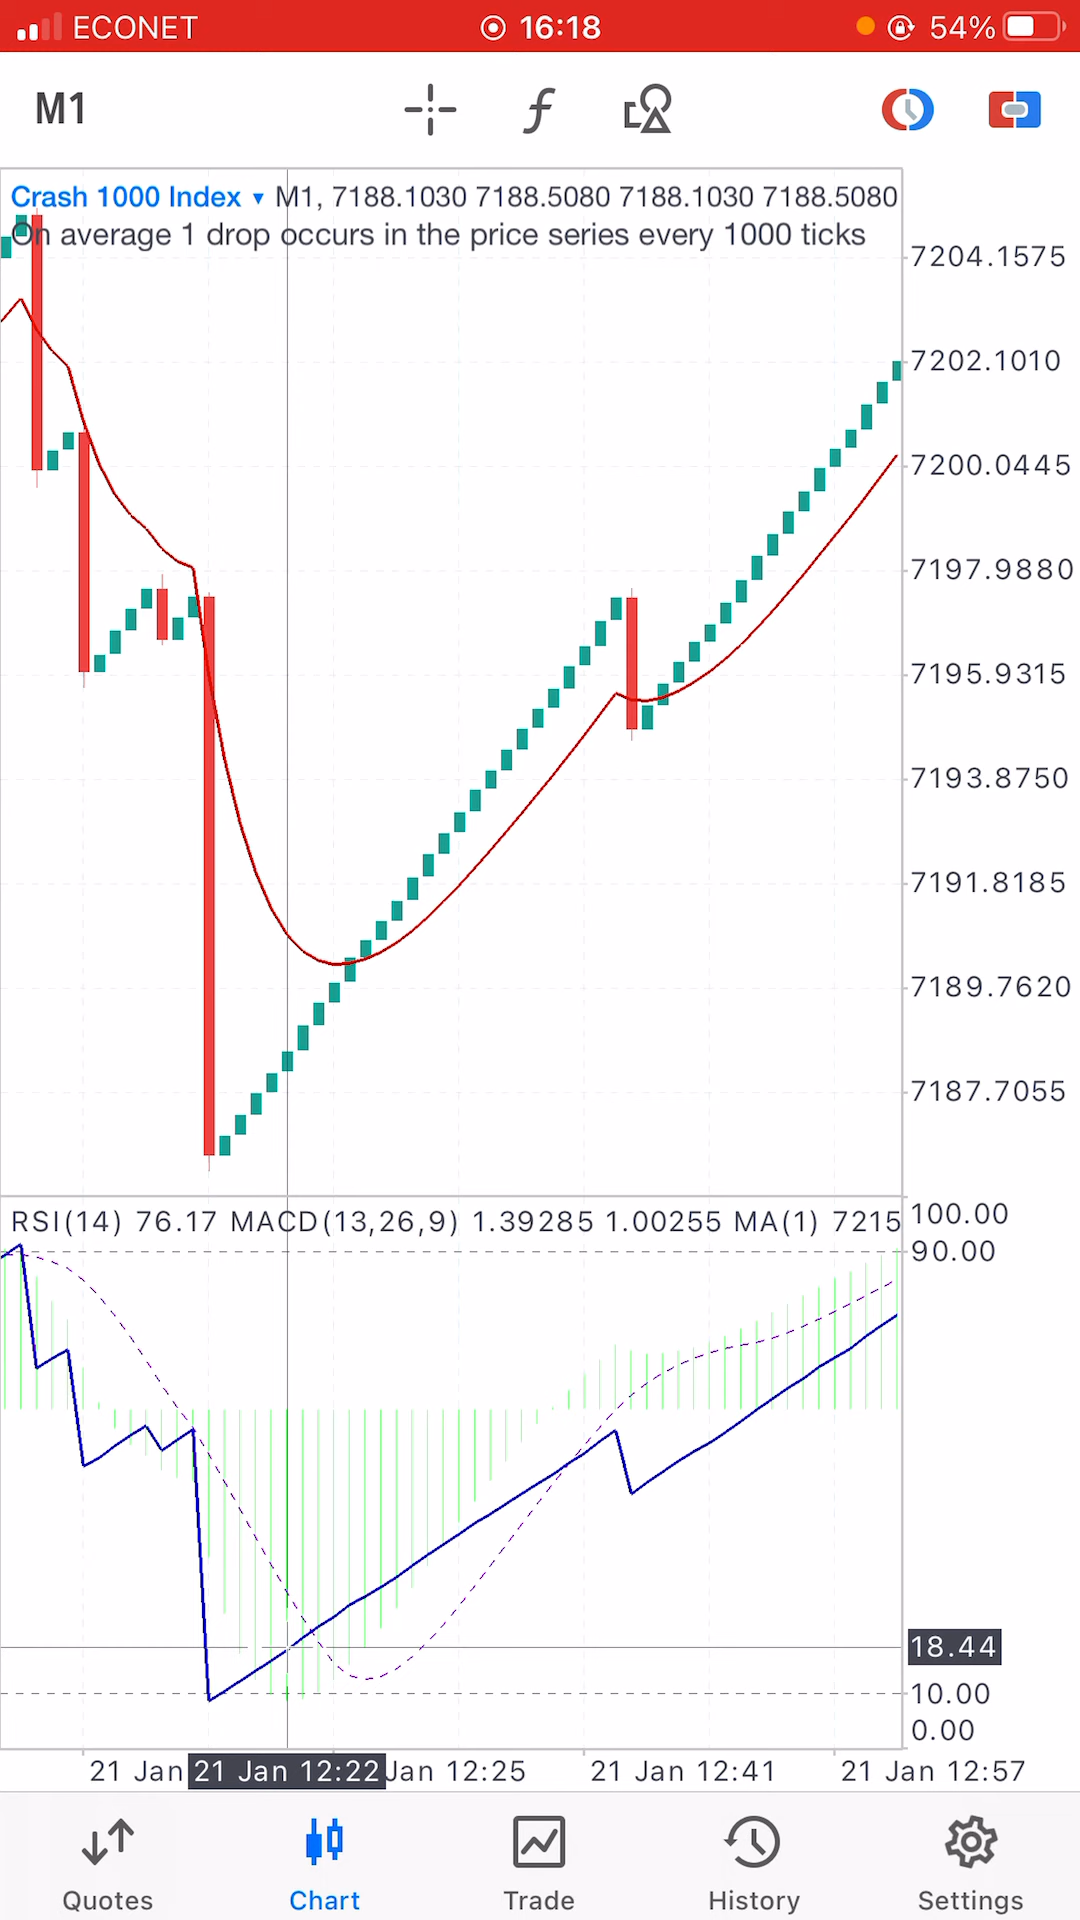 ECONET 16:18 54%
M1
Crash 1000 Index ▾ M1, 7188.1030 7188.5080 7188.1030 7188.5080
On average 1 drop occurs in the price series every 1000 ticks
7204.1575
7202.1010
7200.0445
7197.9880
7195.9315
7193.8750
7191.8185
7189.7620
7187.7055
RSI(14) 76.17 MACD(13,26,9) 1.39285 1.00255 MA(1) 7215
100.00
90.00
18.44
10.00
0.00
21 Jan 21 Jan 12:22 Jan 12:25 21 Jan 12:41 21 Jan 12:57
Quotes Chart Trade History Settings